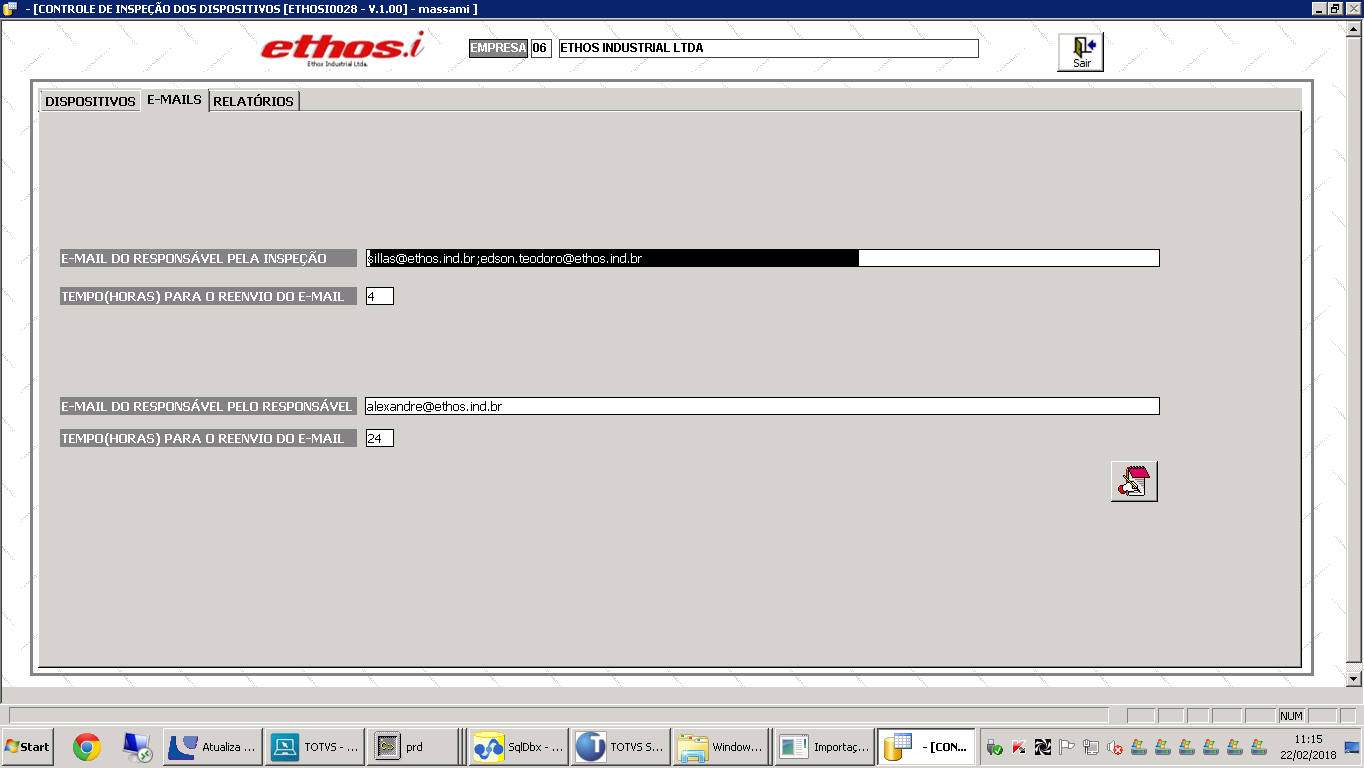 - [CONTROLE DE INSPEÇÃO DOS DISPOSITIVOS [ETHOSI0028 - V.1.00] - massami ]
ethos.i
Ethos Industrial Ltda.
EMPRESA 06 ETHOS INDUSTRIAL LTDA
Sair
DISPOSITIVOS E-MAILS RELATÓRIOS
E-MAIL DO RESPONSÁVEL PELA INSPEÇÃO sillas@ethos.ind.br;edson.teodoro@ethos.ind.br
TEMPO(HORAS) PARA O REENVIO DO E-MAIL 4
E-MAIL DO RESPONSÁVEL PELO RESPONSÁVEL alexandre@ethos.ind.br
TEMPO(HORAS) PARA O REENVIO DO E-MAIL 24
NUM
Start Atualiza ... TOTVS - ... prd SqlDbx - ... TOTVS S... Window... Importaç... - [CON... 11:15
22/02/2018